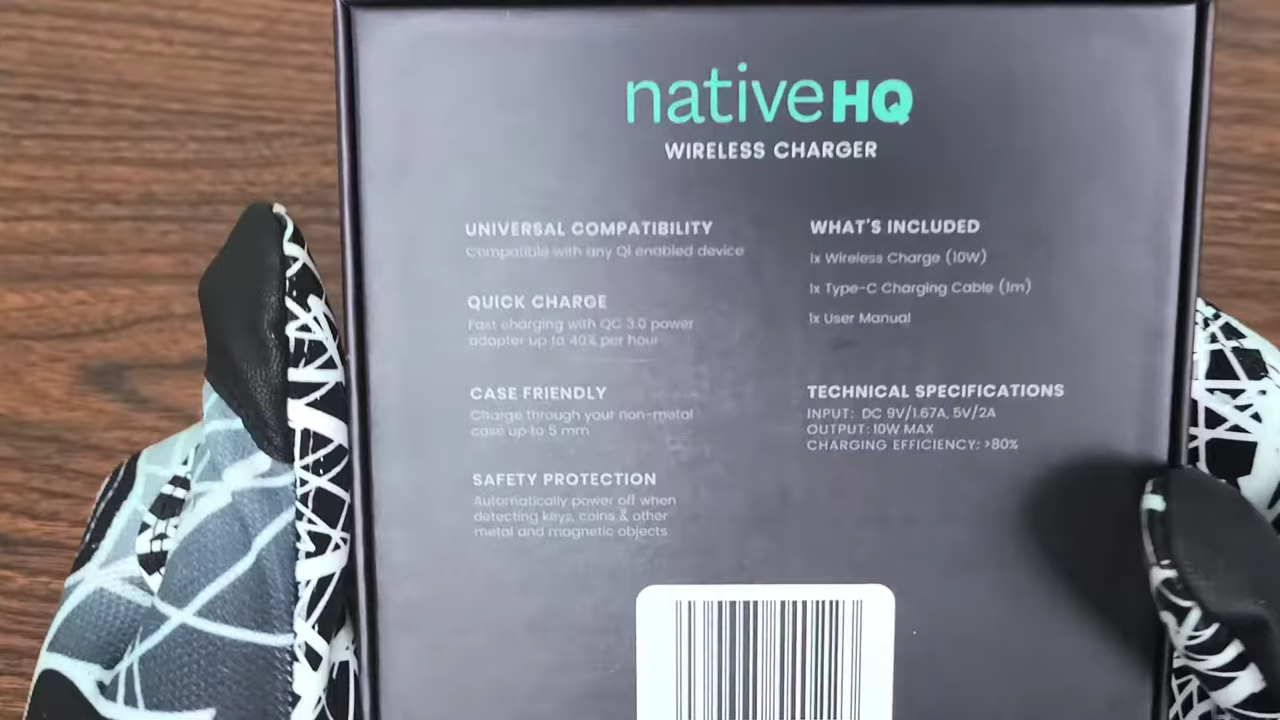 nativeHQ
WIRELESS CHARGER
UNIVERSAL COMPATIBILITY
Compatible with any QI enabled device
QUICK CHARGE
Fast charging with QC 3.0 power
adapter up to 40% per hour
CASE FRIENDLY
Charge through your non-metal
case up to 5 mm
SAFETY PROTECTION
Automatically power off when
detecting keys, coins & other
metal and magnetic objects.
WHAT'S INCLUDED
1x Wireless Charge (10W)
1x Type-C Charging Cable (1m)
1x User Manual
TECHNICAL SPECIFICATIONS
INPUT: DC 9V/1.67A, 5V/2A
OUTPUT: 10W MAX
CHARGING EFFICIENCY: >80%